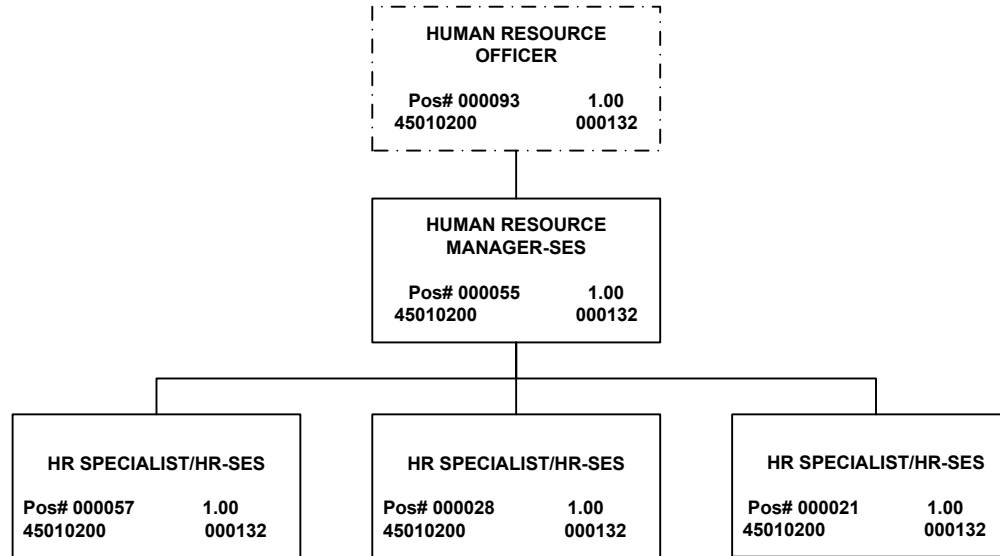 HUMAN RESOURCE
OFFICER
Pos# 000093 1.00
45010200 000132
HUMAN RESOURCE
MANAGER-SES
Pos# 000055 1.00
45010200 000132
HR SPECIALIST/HR-SES
Pos# 000057 1.00
45010200 000132
HR SPECIALIST/HR-SES
Pos# 000028 1.00
45010200 000132
HR SPECIALIST/HR-SES
Pos# 000021 1.00
45010200 000132